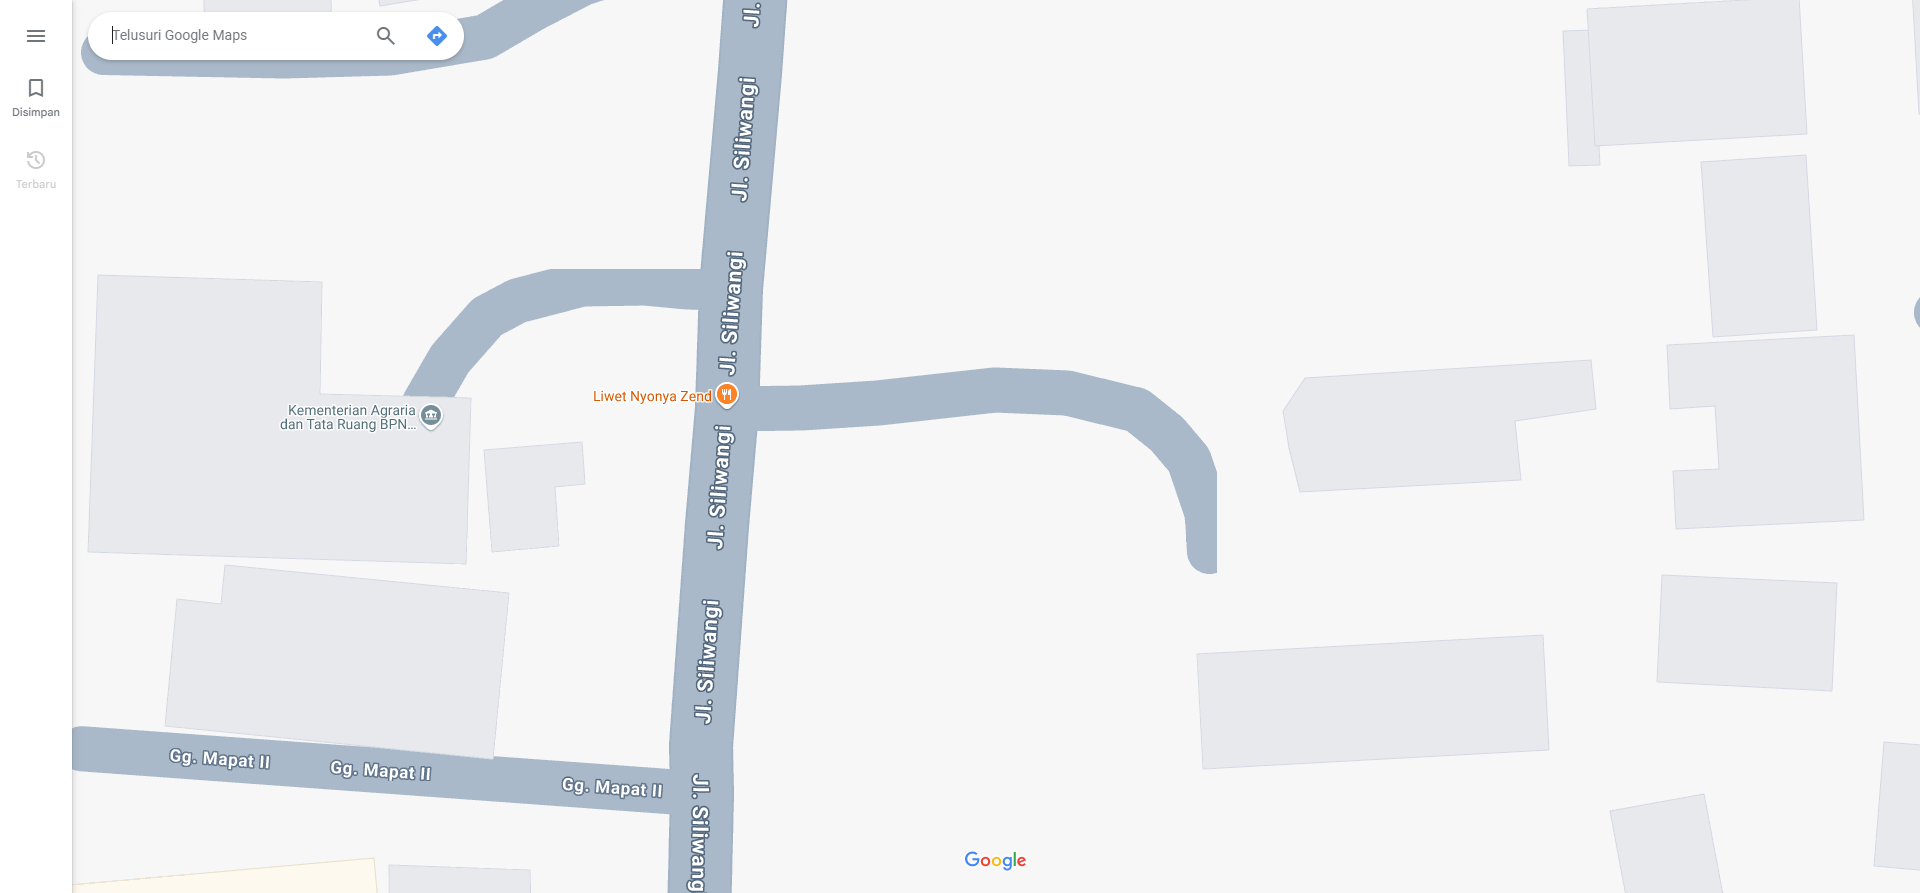 Telusuri Google Maps
Disimpan
Terbaru
Jl.
Jl. Siliwangi
Jl. Siliwangi
Liwet Nyonya Zend
Kementerian Agraria
dan Tata Ruang BPN...
Jl. Siliwangi
Jl. Siliwangi
Gg. Mapat II
Gg. Mapat II
Gg. Mapat II
Jl. Siliwang
Google